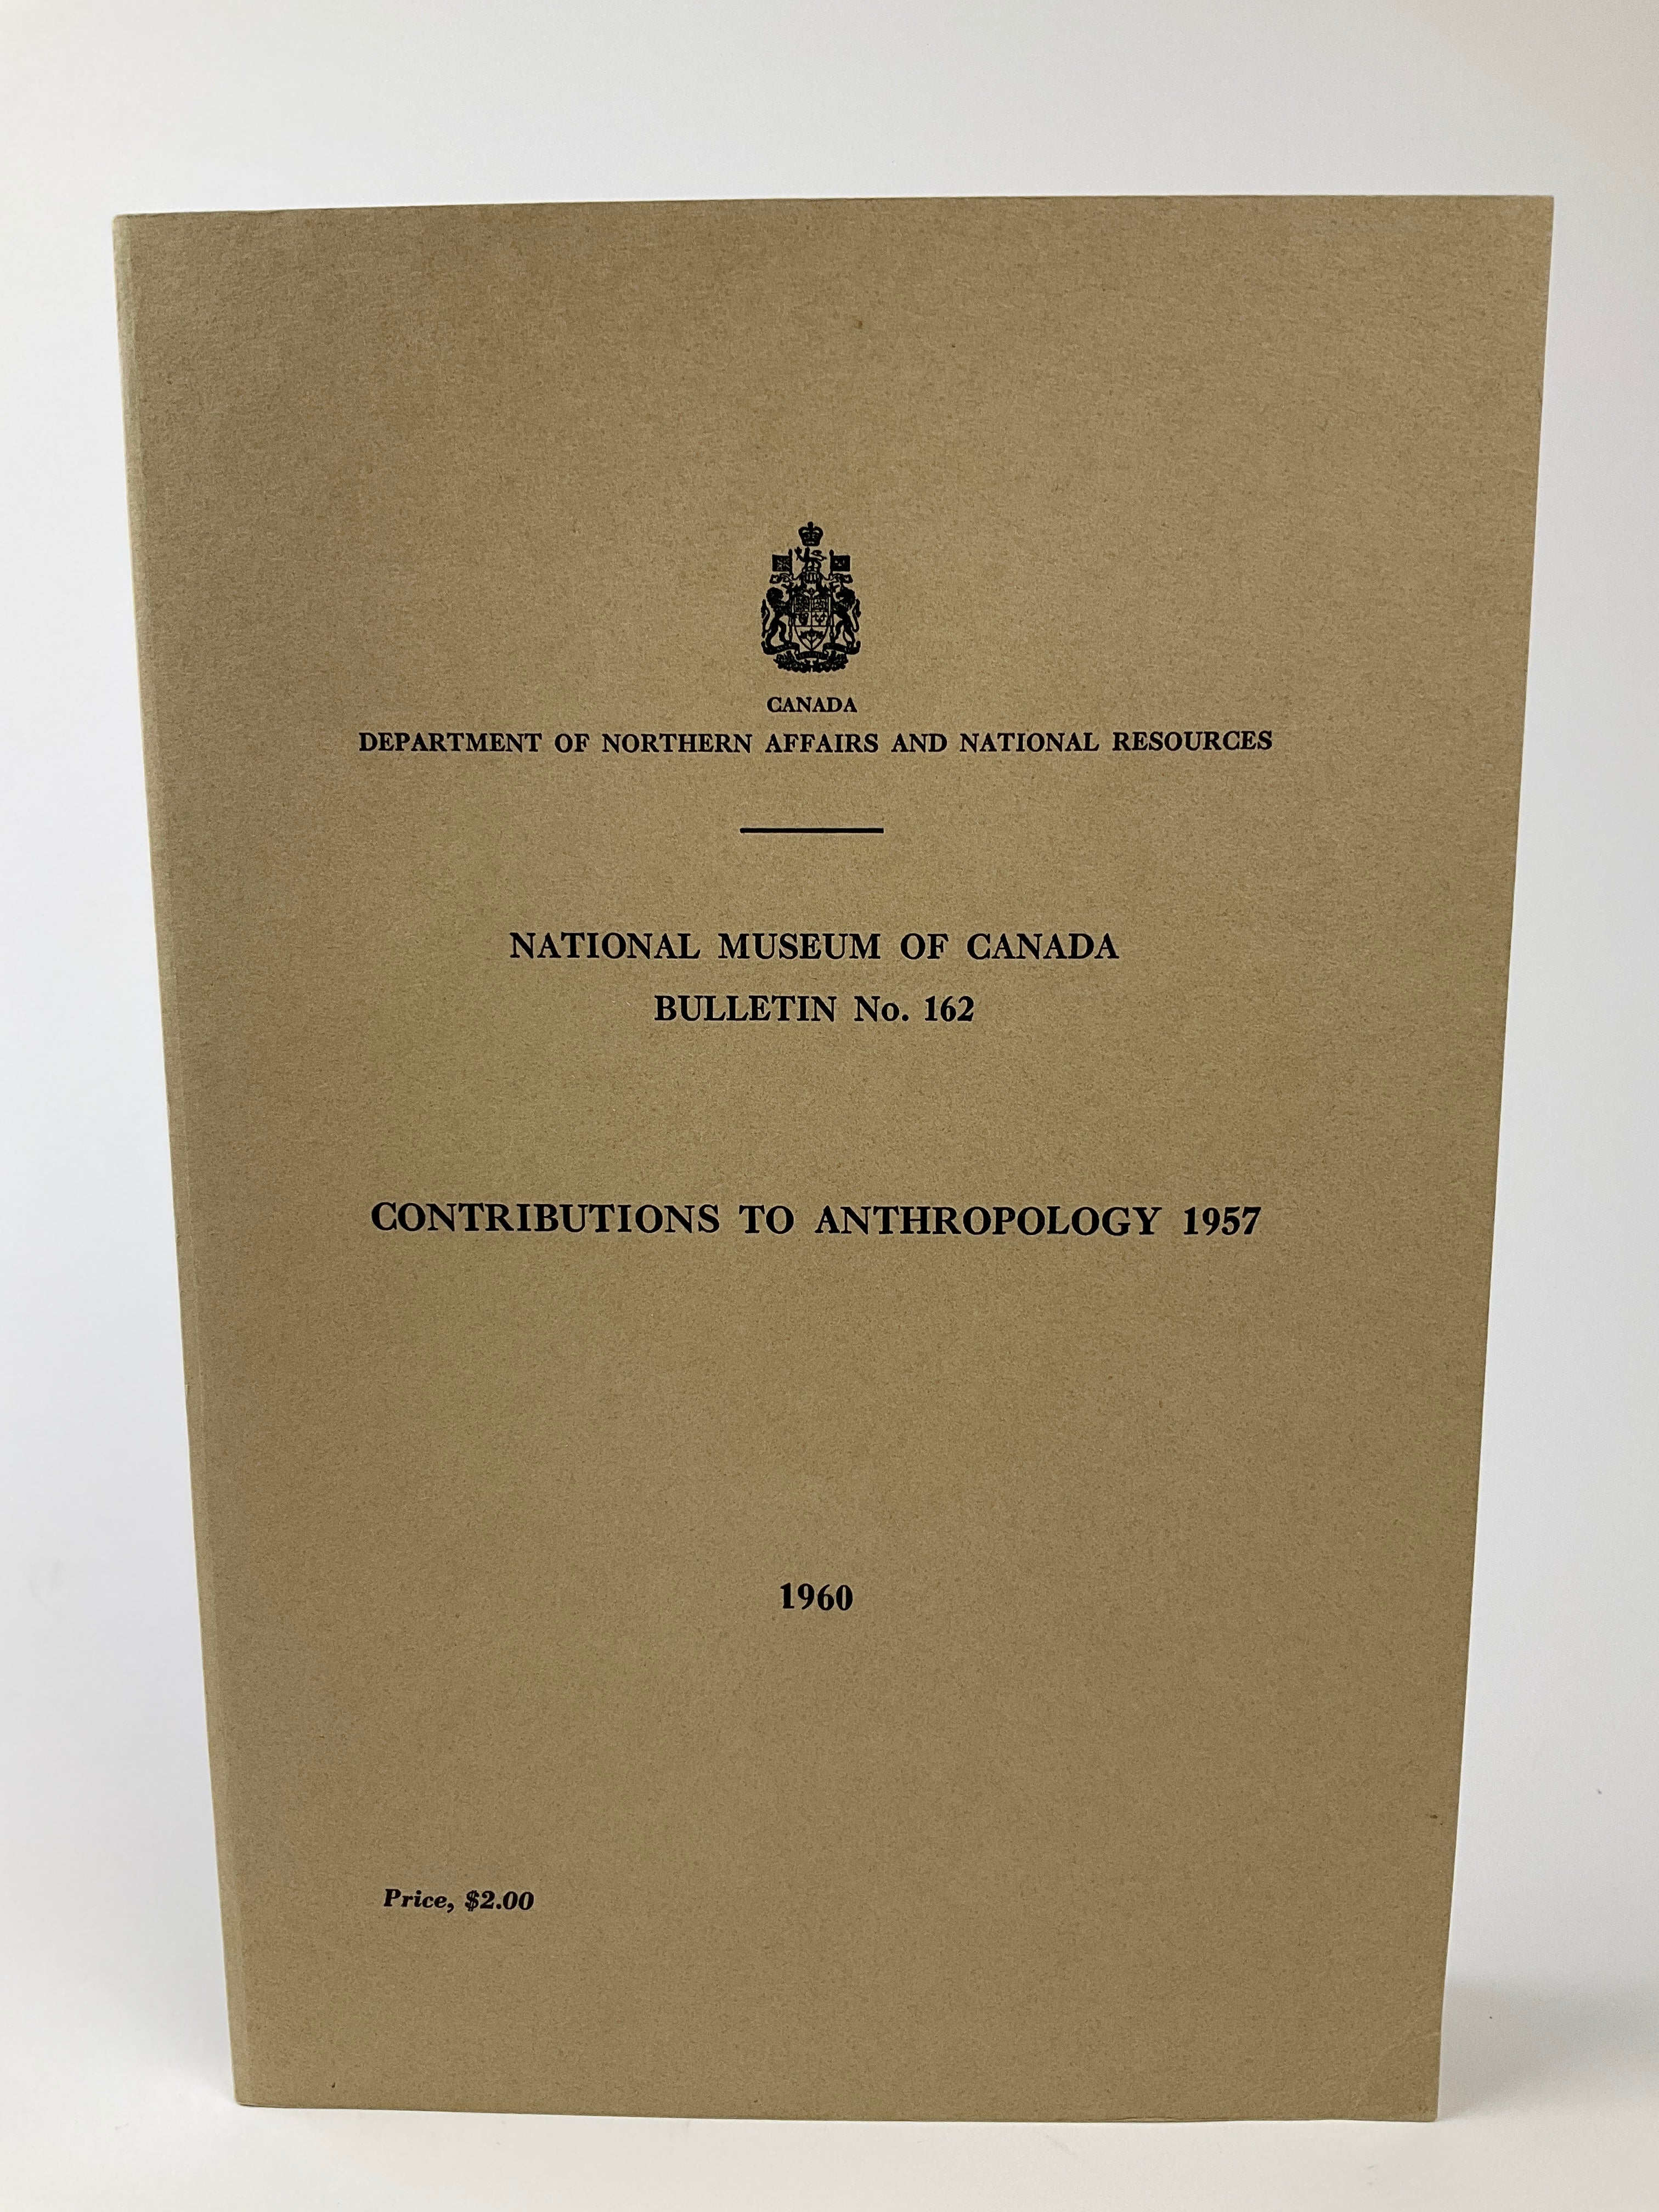 CANADA
DEPARTMENT OF NORTHERN AFFAIRS AND NATIONAL RESOURCES
NATIONAL MUSEUM OF CANADA
BULLETIN No. 162
CONTRIBUTIONS TO ANTHROPOLOGY 1957
1960
Price, $2.00